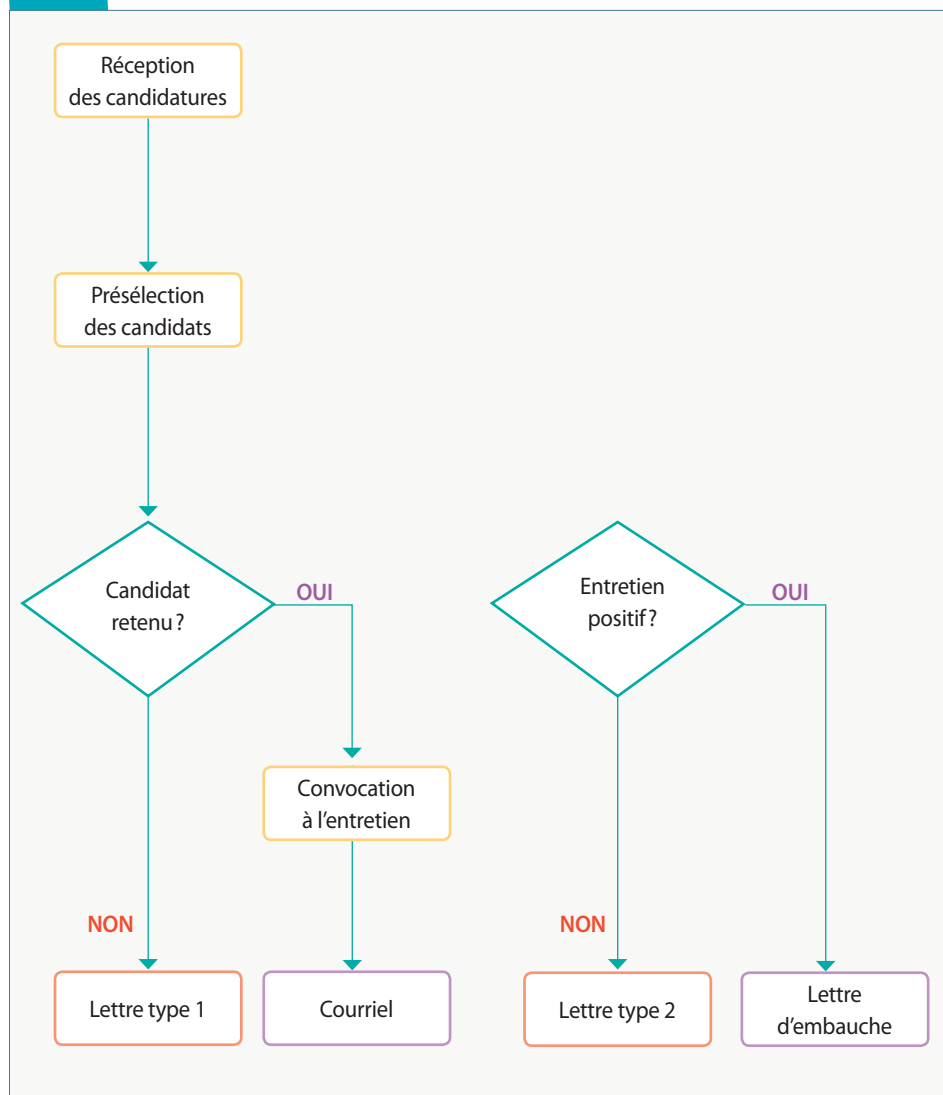 Réception
des candidatures
Présélection
des candidats
Candidat
retenu ?
OUI
Entretien
positif ?
OUI
Convocation
à l'entretien
NON
NON
Lettre type 1
Courriel
Lettre type 2
Lettre
d'embauche